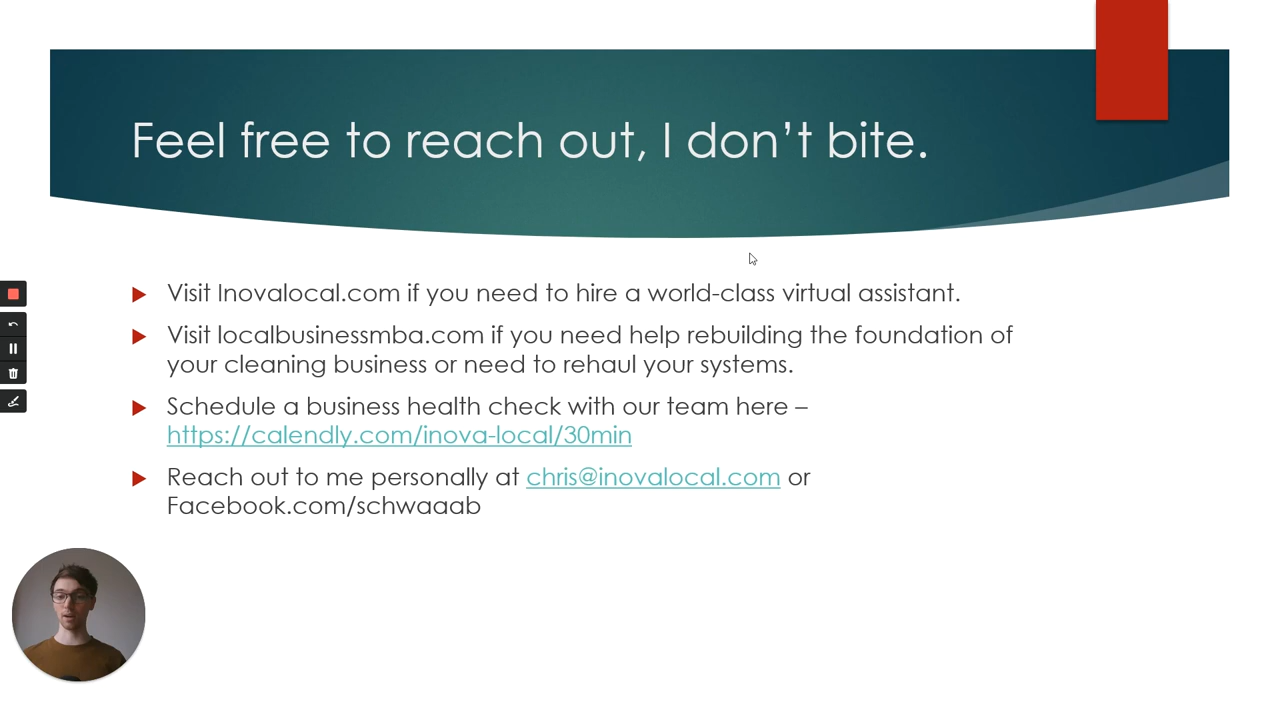 Feel free to reach out, I don’t bite.
Visit Inovalocal.com if you need to hire a world-class virtual assistant.
Visit localbusinessmba.com if you need help rebuilding the foundation of
your cleaning business or need to rehaul your systems.
Schedule a business health check with our team here –
https://calendly.com/inova-local/30min
Reach out to me personally at chris@inovalocal.com or
Facebook.com/schwaaab